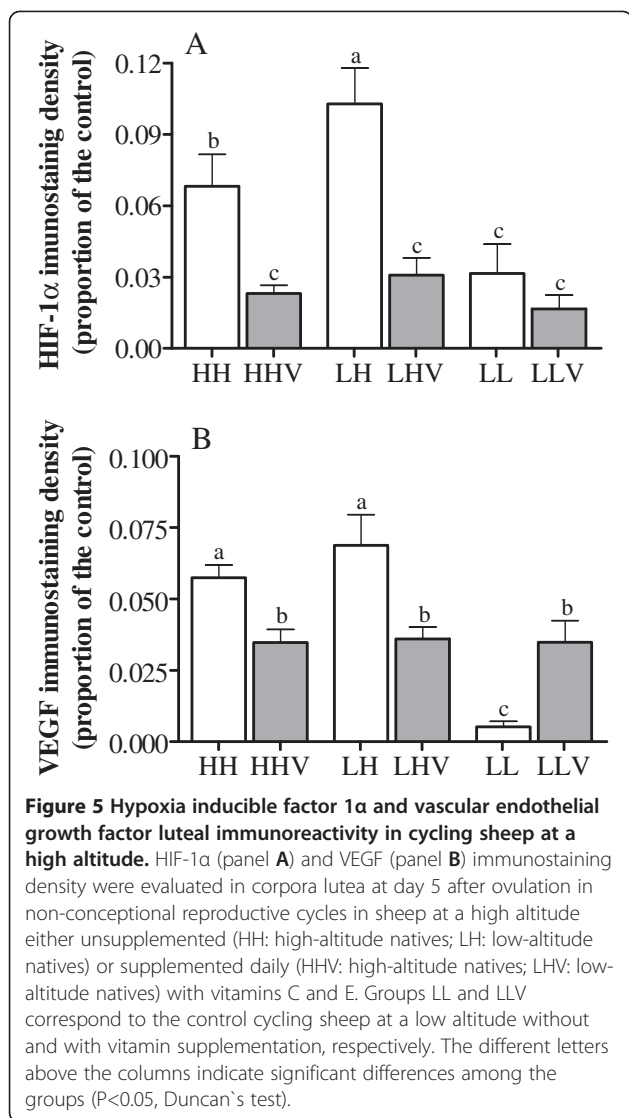 A
HIF-1α imunostainig density
(proportion of the control)
0.12
0.09
0.06
0.03
0.00
b
c
a
c
c
c
HH HHV LH LHV LL LLV
B
VEGF immunostaining density
(proportion of the control)
0.100
0.075
0.050
0.025
0.000
a
b
a
b
c
b
HH HHV LH LHV LL LLV
Figure 5 Hypoxia inducible factor 1α and vascular endothelial
growth factor luteal immunoreactivity in cycling sheep at a
high altitude. HIF-1α (panel A) and VEGF (panel B) immunostaining
density were evaluated in corpora lutea at day 5 after ovulation in
non-conceptional reproductive cycles in sheep at a high altitude
either unsupplemented (HH: high-altitude natives; LH: low-altitude
natives) or supplemented daily (HHV: high-altitude natives; LHV: low-
altitude natives) with vitamins C and E. Groups LL and LLV
correspond to the control cycling sheep at a low altitude without
and with vitamin supplementation, respectively. The different letters
above the columns indicate significant differences among the
groups (P<0.05, Duncan`s test).